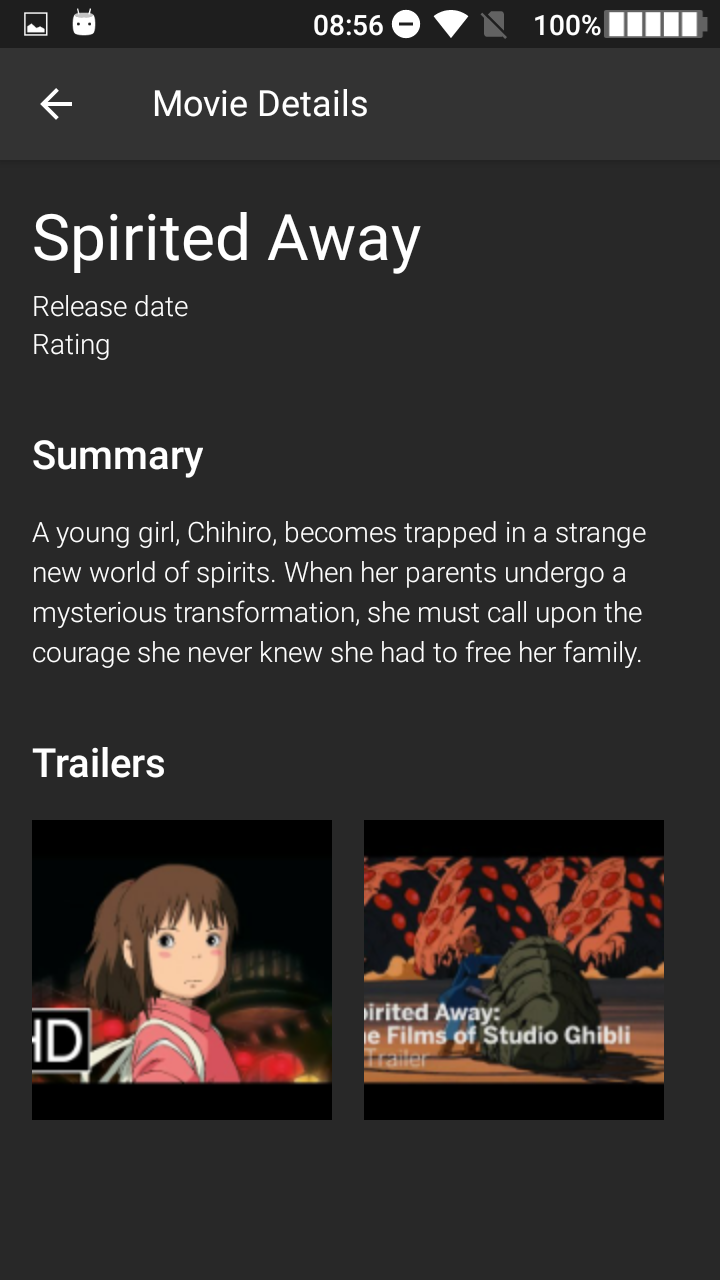 08:56
100%
Movie Details
Spirited Away
Release date
Rating
Summary
A young girl, Chihiro, becomes trapped in a strange
new world of spirits. When her parents undergo a
mysterious transformation, she must call upon the
courage she never knew she had to free her family.
Trailers
HD
pirited Away:
e Films of Studio Ghibli
Trailer